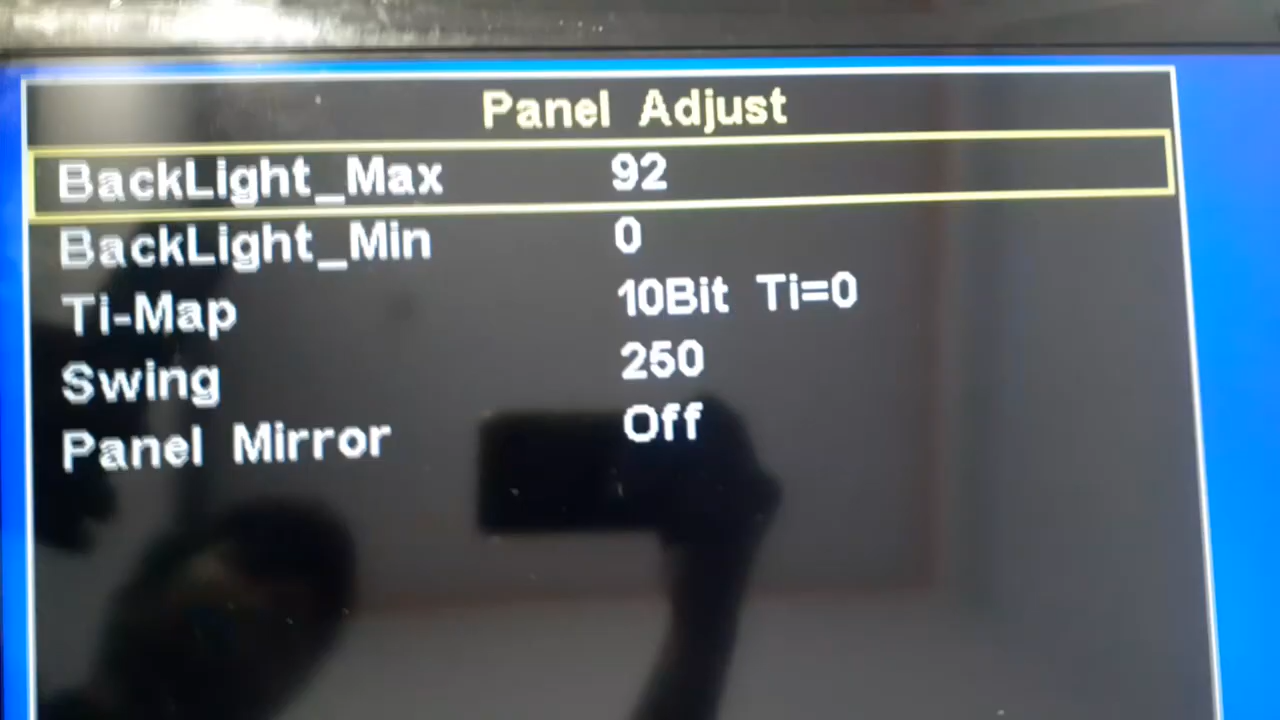 Panel Adjust
BackLight_Max 92
BackLight_Min 0
Ti-Map 10Bit Ti=0
Swing 250
Panel Mirror Off